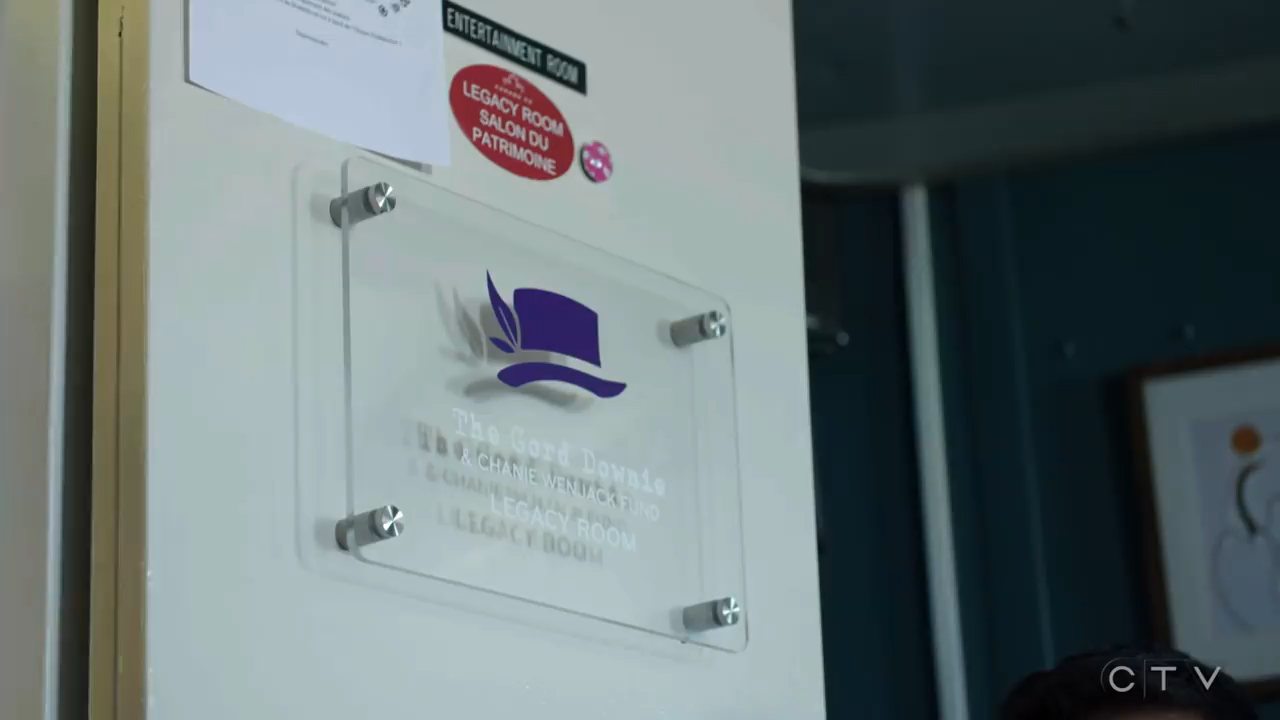 ENTERTAINMENT ROOM
LEGACY ROOM
SALON DU
PATRIMOINE
The Gord Downie
& CHANIE WENJACK FUND
LEGACY ROOM
CTV